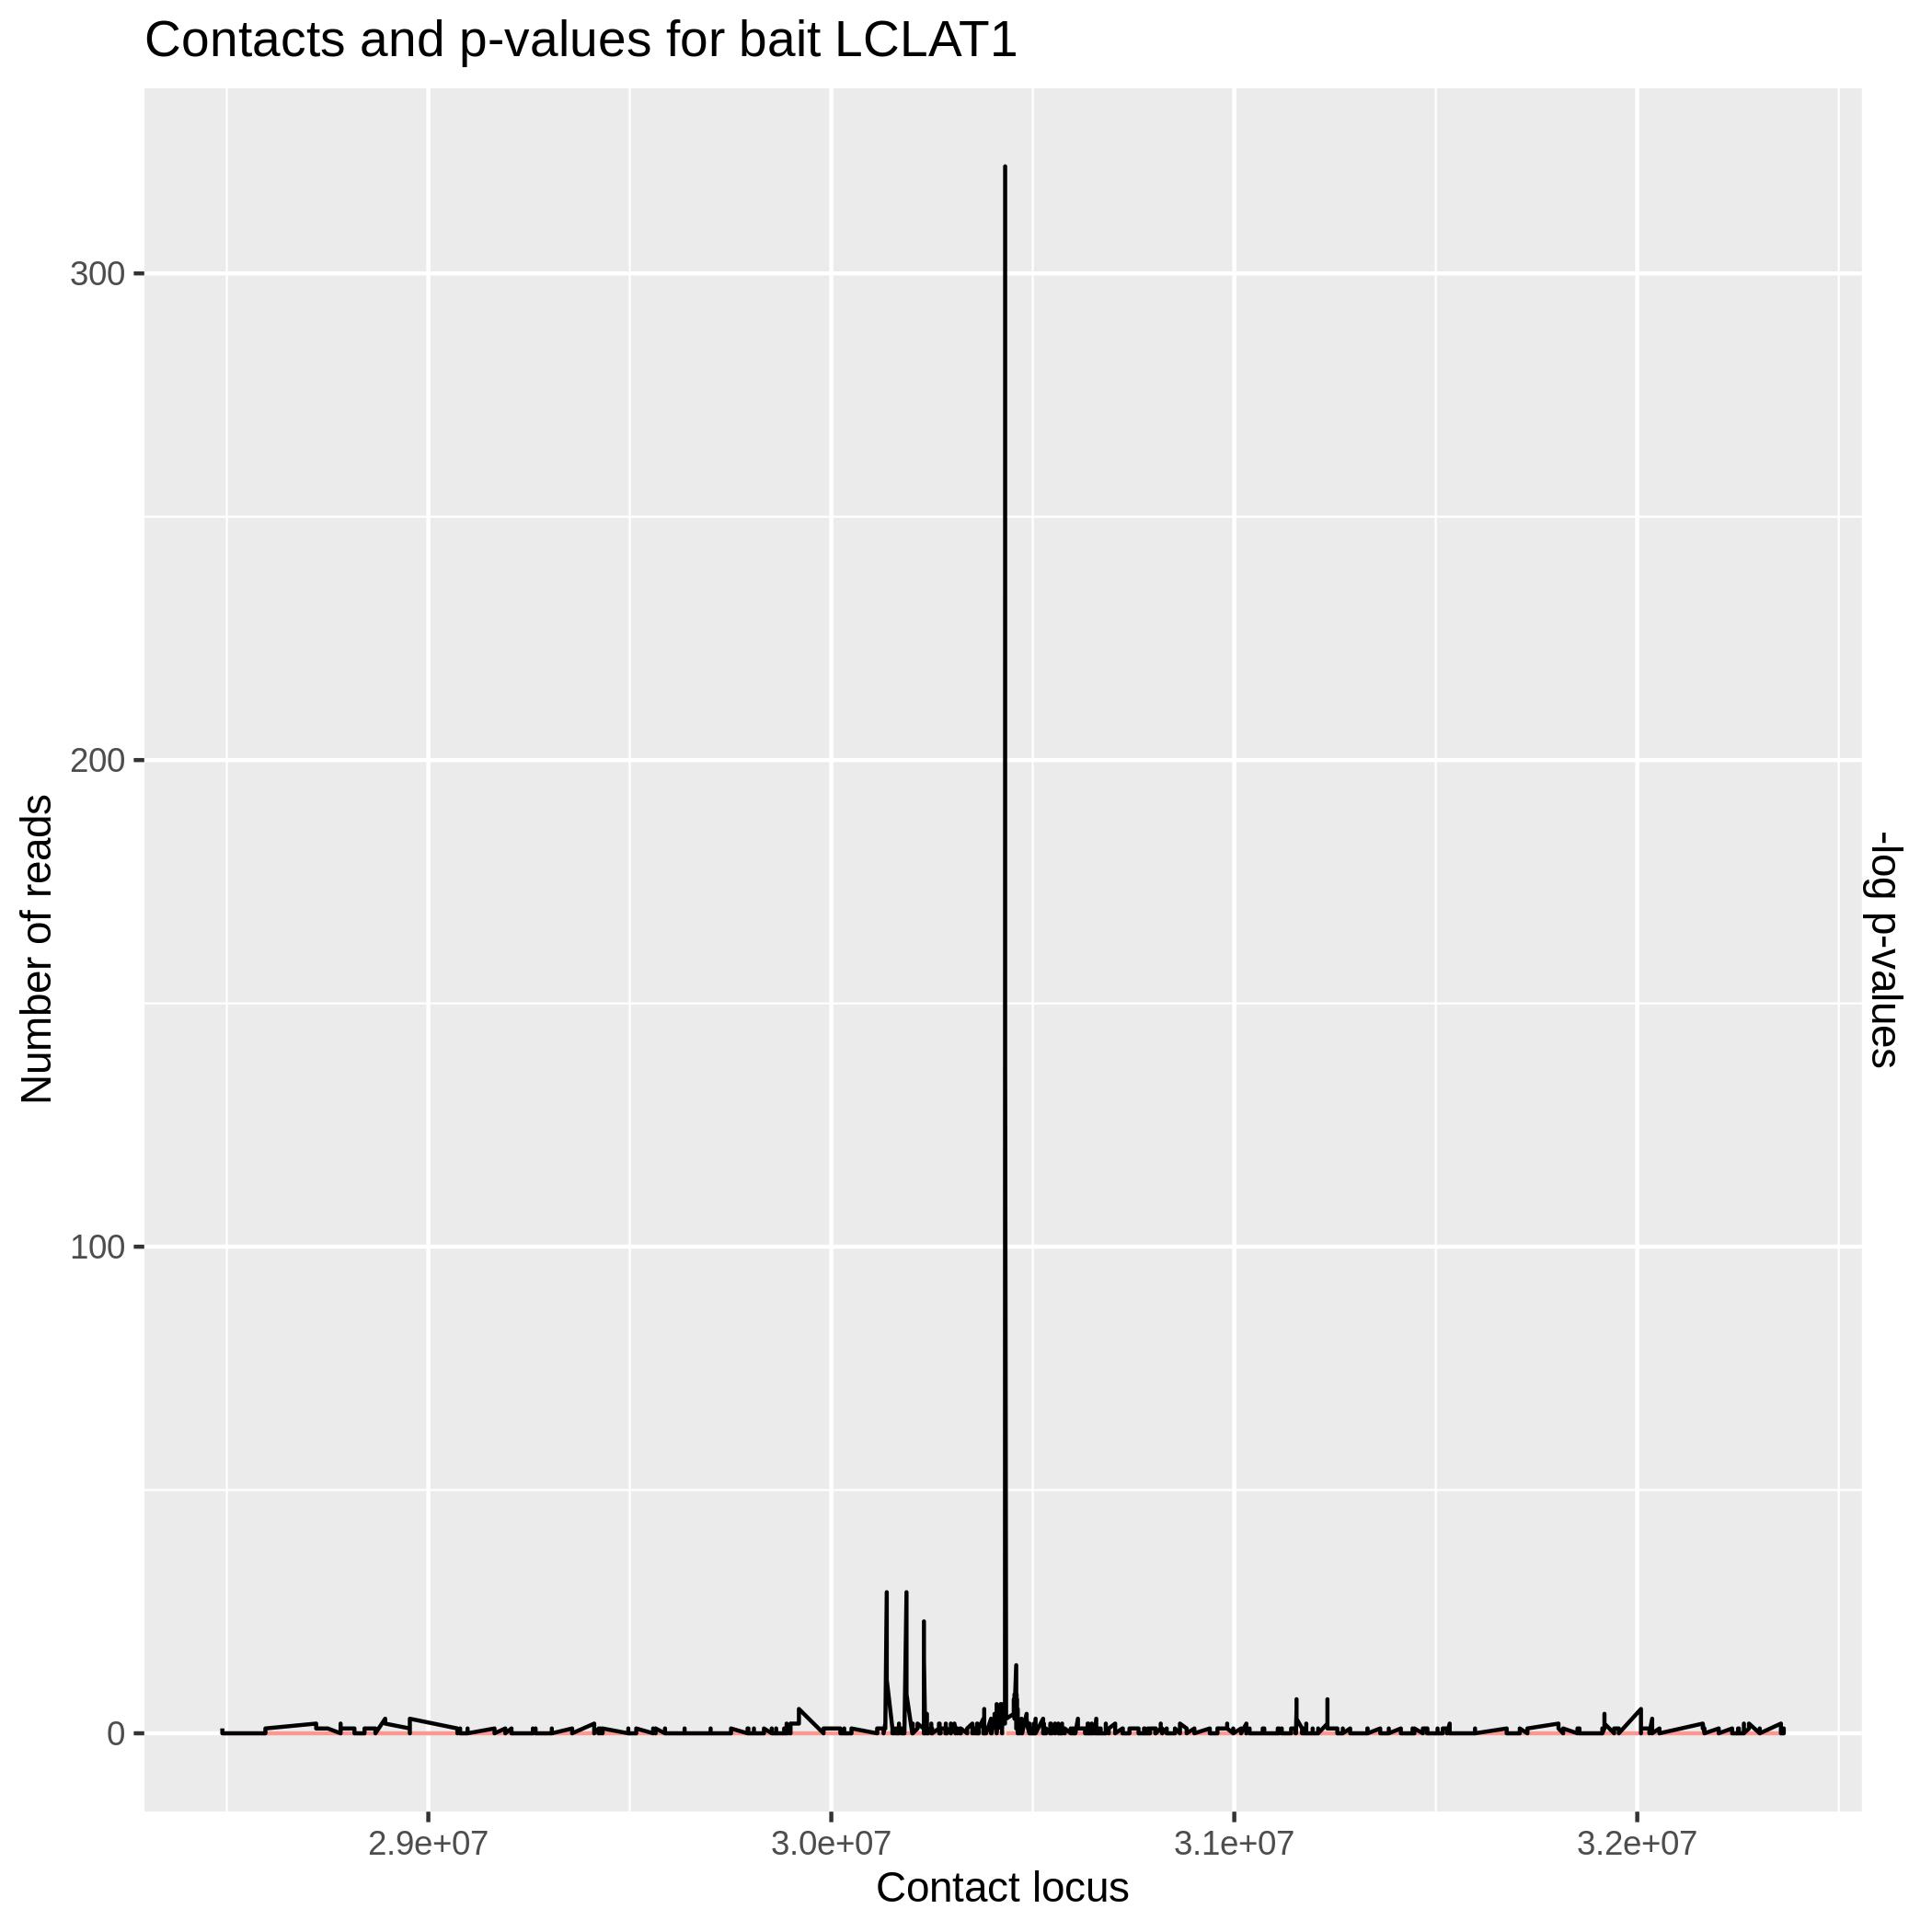 Contacts and p-values for bait LCLAT1
300
200
100
0
Number of reads
-log p-values
2.9e+07
3.0e+07
3.1e+07
3.2e+07
Contact locus